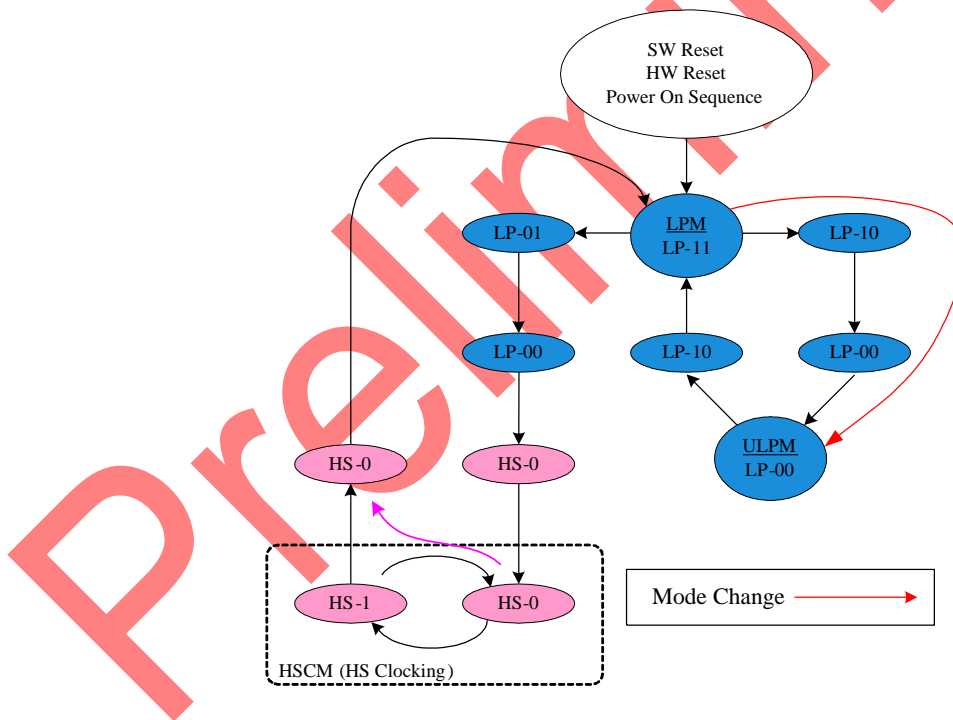 SW Reset
HW Reset
Power On Sequence
LP-01
LPM
LP-11
LP-10
LP-00
LP-10
LP-00
ULPM
LP-00
HS-0
HS-0
HS-1
HS-0
HSCM (HS Clocking)
Mode Change
Prelim